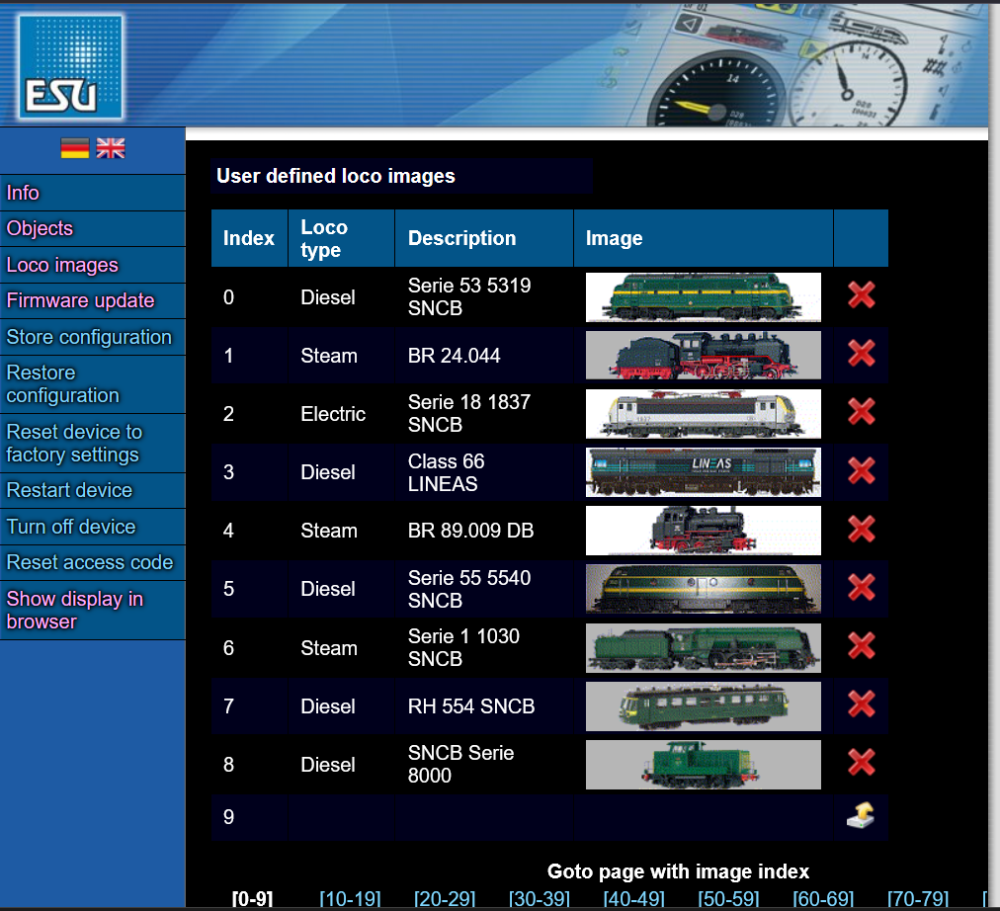 ESU
Info
Objects
Loco images
Firmware update
Store configuration
Restore
configuration
Reset device to
factory settings
Restart device
Turn off device
Reset access code
Show display in
browser
User defined loco images
Index Loco type Description Image
0 Diesel Serie 53 5319 SNCB
1 Steam BR 24.044
2 Electric Serie 18 1837 SNCB
3 Diesel Class 66 LINEAS
LINEAS
4 Steam BR 89.009 DB
5 Diesel Serie 55 5540 SNCB
6 Steam Serie 1 1030 SNCB
7 Diesel RH 554 SNCB
8 Diesel SNCB Serie 8000
9
Goto page with image index
[0-9] [10-19] [20-29] [30-39] [40-49] [50-59] [60-69] [70-79] [